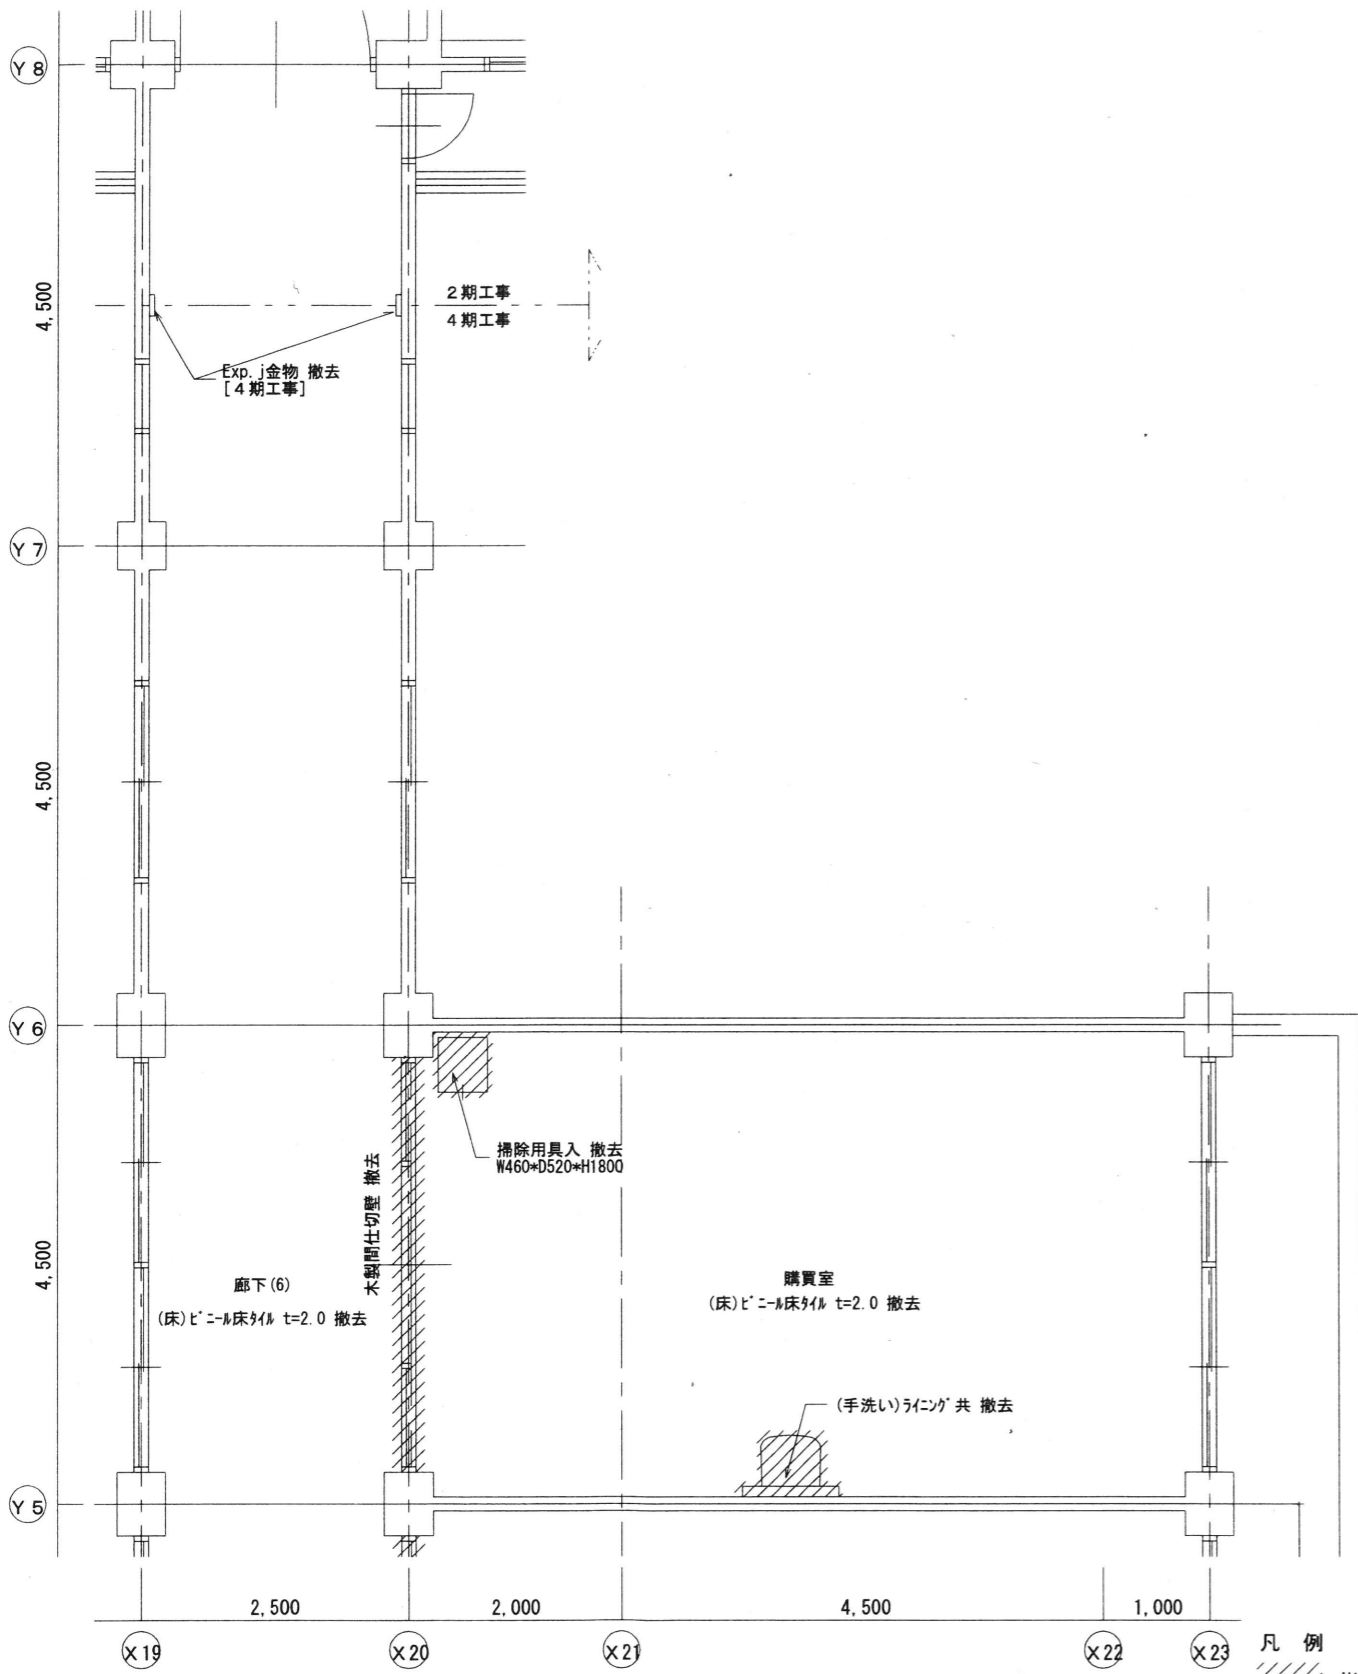 Y 8
4,500
2期工事
4期工事
Exp. j金物 撤去
[4期工事]
Y 7
4,500
Y 6
掃除用具入 撤去
W460*D520*H1800
木製間仕切壁 撤去
4,500
廊下(6)
(床)ﾋﾞﾆｰﾙ床ﾀｲﾙ t=2.0 撤去
購買室
(床)ﾋﾞﾆｰﾙ床ﾀｲﾙ t=2.0 撤去
(手洗い)ﾗｲﾆﾝｸﾞ共 撤去
Y 5
2,500
2,000
4,500
1,000
X19
X20
X21
X22
X23
凡 例